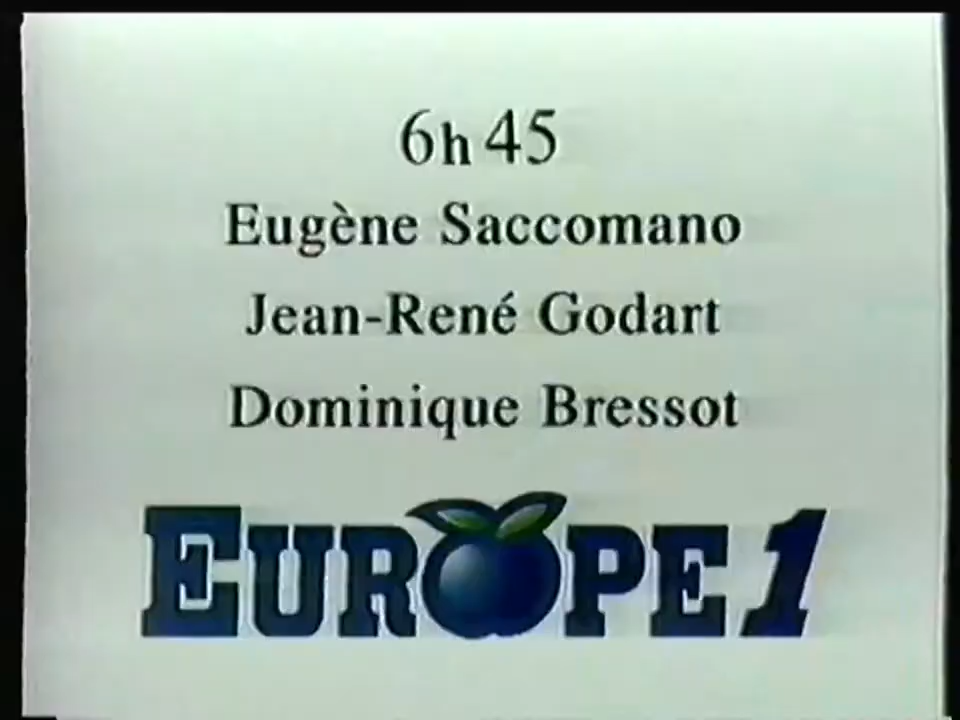 6h 45
Eugène Saccomano
Jean-René Godart
Dominique Bressot
EUROPE 1